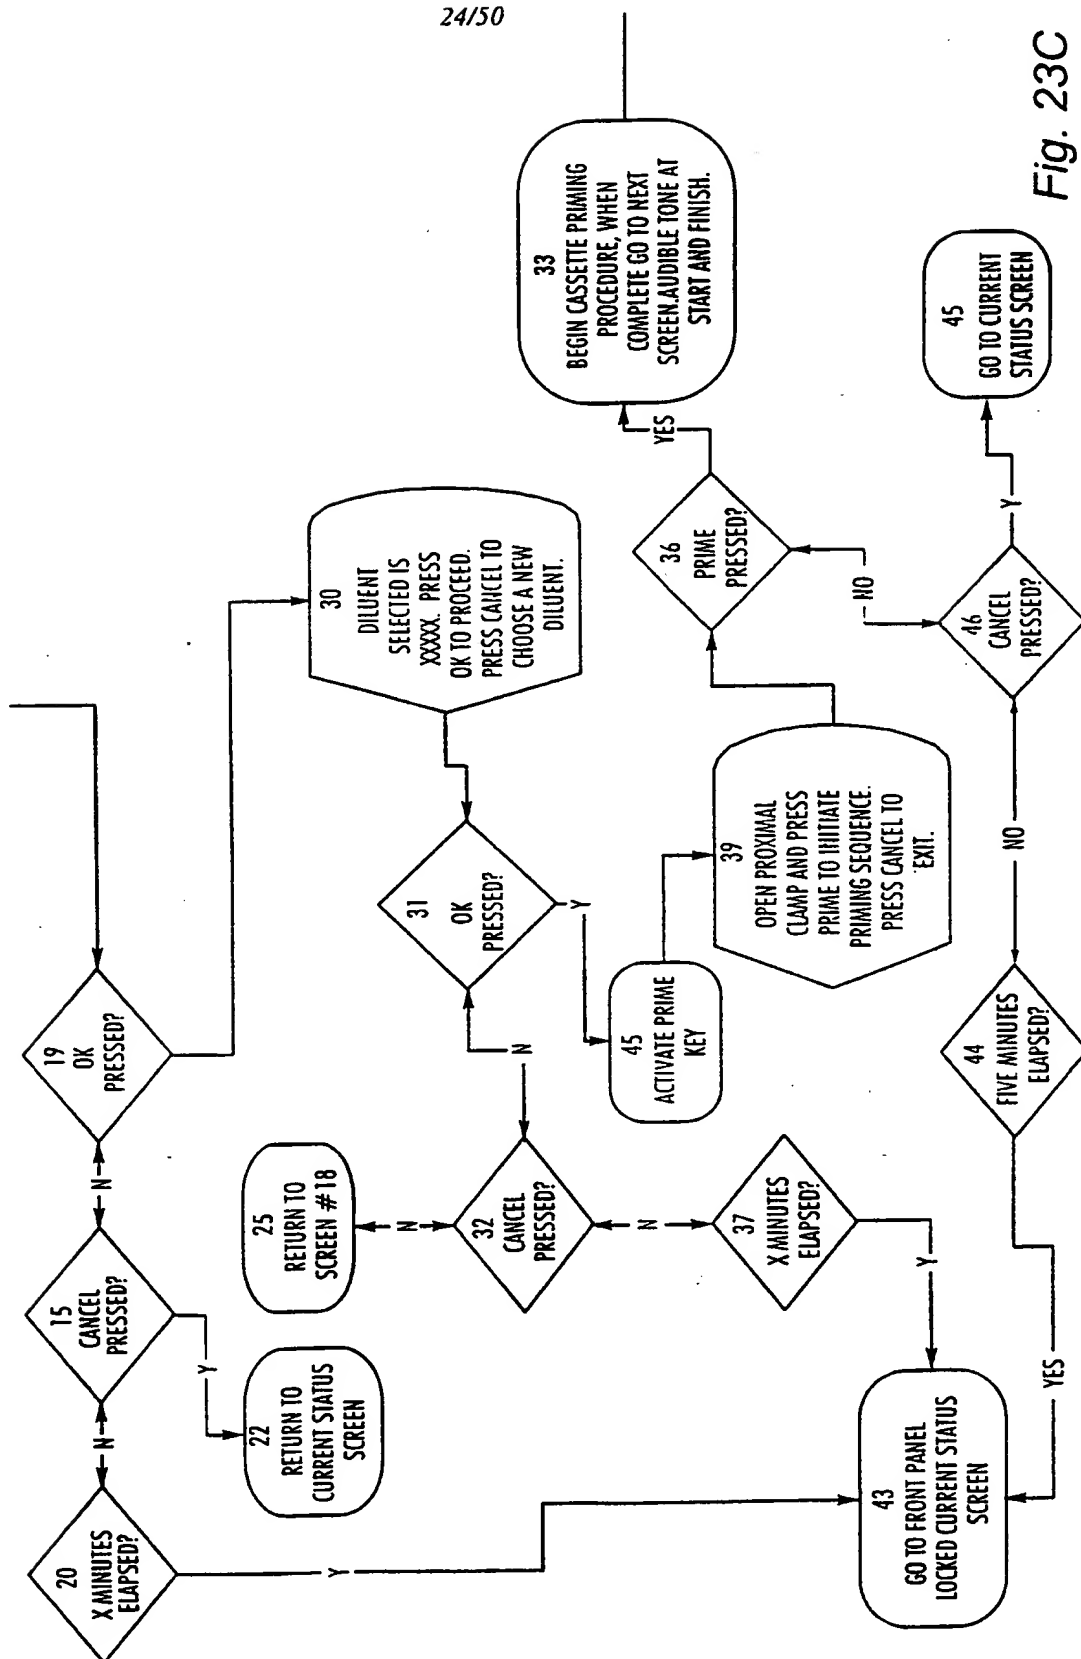 24/50
19
OK
PRESSED?
N
15
CANCEL
PRESSED?
N
20
X MINUTES
ELAPSED?
Y
22
RETURN TO
CURRENT STATUS
SCREEN
Y
30
DILUENT
SELECTED IS
XXXX. PRESS
OK TO PROCEED.
PRESS CANCEL TO
CHOOSE A NEW
DILUENT.
31
OK
PRESSED?
N
Y
25
RETURN TO
SCREEN #18
N
32
CANCEL
PRESSED?
N
37
X MINUTES
ELAPSED?
Y
45
ACTIVATE PRIME
KEY
39
OPEN PROXIMAL
CLAMP AND PRESS
PRIME TO INITIATE
PRIMING SEQUENCE.
PRESS CANCEL TO
EXIT.
36
PRIME
PRESSED?
YES
33
BEGIN CASSETTE PRIMING
PROCEDURE, WHEN
COMPLETE GO TO NEXT
SCREEN.AUDIBLE TONE AT
START AND FINISH.
NO
46
CANCEL
PRESSED?
Y
45
GO TO CURRENT
STATUS SCREEN
NO
44
FIVE MINUTES
ELAPSED?
YES
43
GO TO FRONT PANEL
LOCKED CURRENT STATUS
SCREEN
Fig. 23C